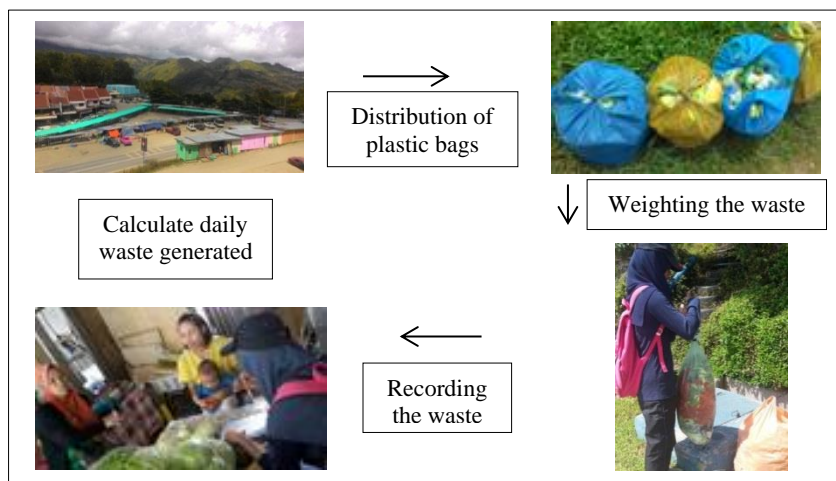 Distribution of
plastic bags
Weighting the waste
Recording
the waste
Calculate daily
waste generated